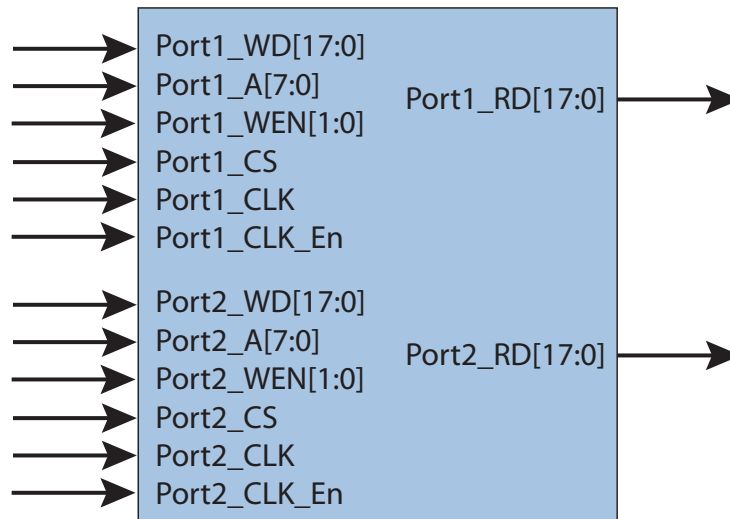 Port1_WD[17:0]
Port1_A[7:0]
Port1_WEN[1:0]
Port1_CS
Port1_CLK
Port1_CLK_En
Port1_RD[17:0]
Port2_WD[17:0]
Port2_A[7:0]
Port2_WEN[1:0]
Port2_CS
Port2_CLK
Port2_CLK_En
Port2_RD[17:0]